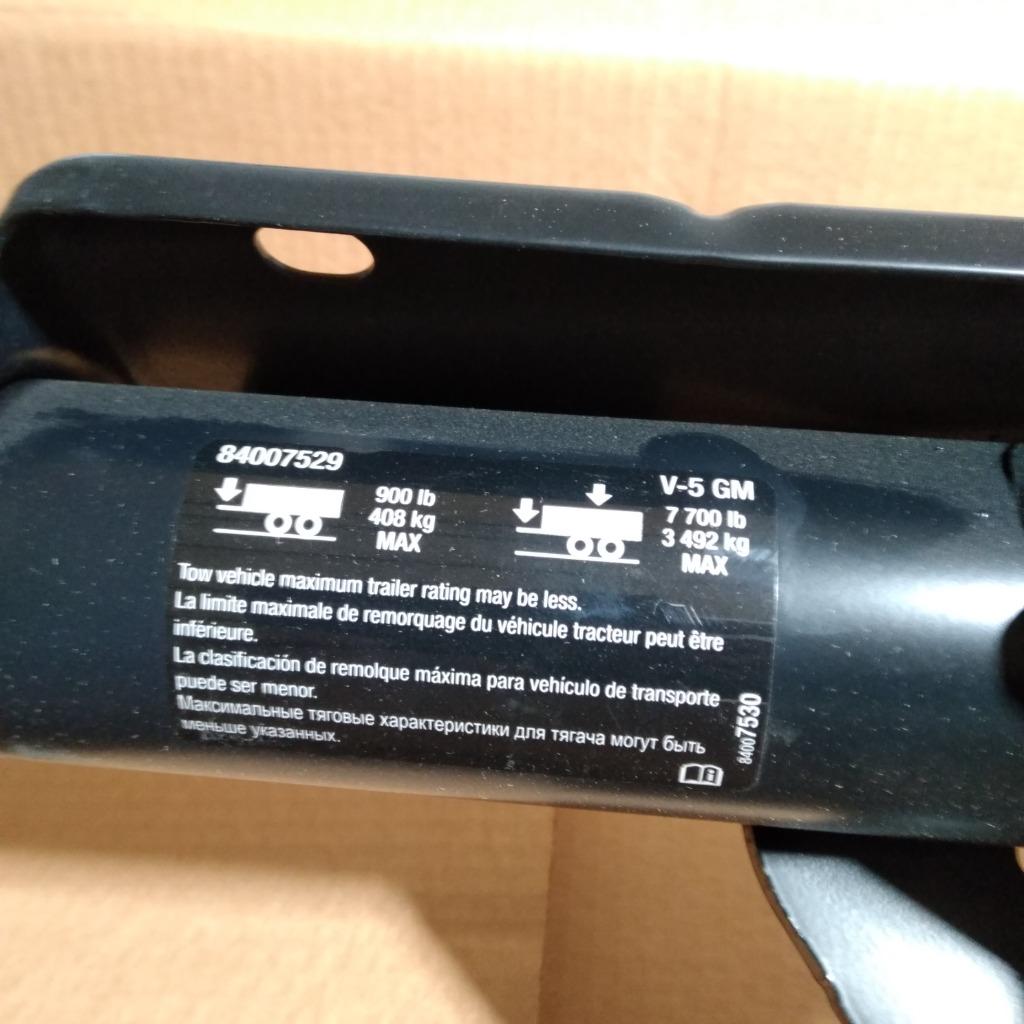 84007529
900 lb
408 kg
MAX
V-5 GM
7 700 lb
3 492 kg
MAX
Tow vehicle maximum trailer rating may be less.
La limite maximale de remorquage du véhicule tracteur peut être
inférieure.
La clasificación de remolque máxima para vehículo de transporte
puede ser menor.
Максимальные тяговые характеристики для тягача могут быть
меньше указанных.
84007530